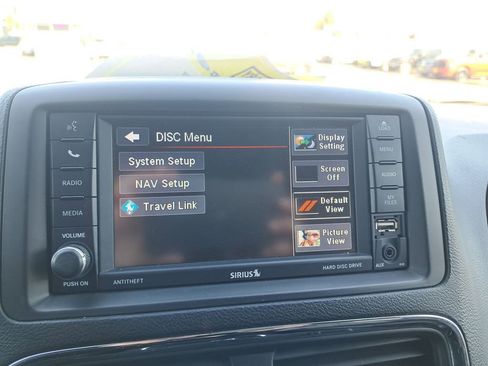 LOAD
DISC Menu
Display
Setting
MENU
System Setup
Screen
Off
RADIO
NAV Setup
AUDIO
MEDIA
Travel Link
Default
View
MY
FILES
VOLUME
Picture
View
PUSH ON
ANTITHEFT
SIRIUS
HARD DISC DRIVE
AUX